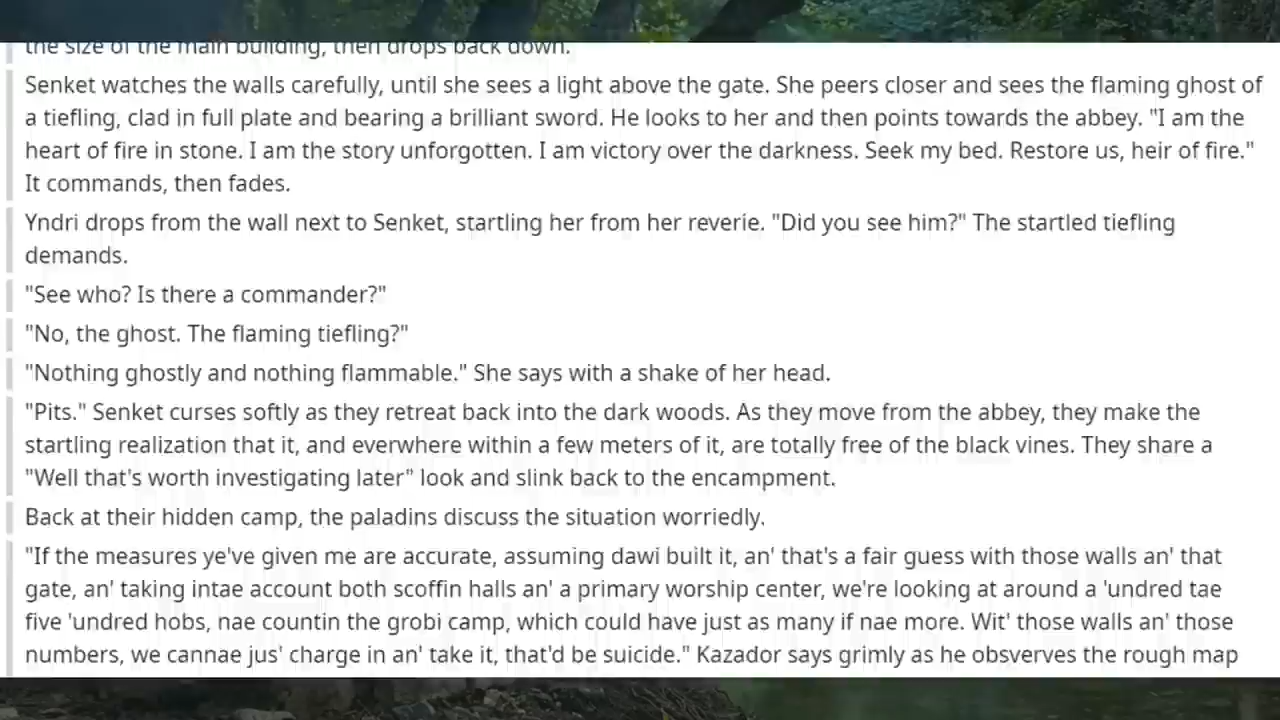 the size of the main building, then drops back down.
Senket watches the walls carefully, until she sees a light above the gate. She peers closer and sees the flaming ghost of
a tiefling, clad in full plate and bearing a brilliant sword. He looks to her and then points towards the abbey. "I am the
heart of fire in stone. I am the story unforgotten. I am victory over the darkness. Seek my bed. Restore us, heir of fire."
It commands, then fades.
Yndri drops from the wall next to Senket, startling her from her reverie. "Did you see him?" The startled tiefling
demands.
"See who? Is there a commander?"
"No, the ghost. The flaming tiefling?"
"Nothing ghostly and nothing flammable." She says with a shake of her head.
"Pits." Senket curses softly as they retreat back into the dark woods. As they move from the abbey, they make the
startling realization that it, and everwhere within a few meters of it, are totally free of the black vines. They share a
"Well that's worth investigating later" look and slink back to the encampment.
Back at their hidden camp, the paladins discuss the situation worriedly.
"If the measures ye've given me are accurate, assuming dawi built it, an' that's a fair guess with those walls an' that
gate, an' taking intae account both scoffin halls an' a primary worship center, we're looking at around a 'undred tae
five 'undred hobs, nae countin the grobi camp, which could have just as many if nae more. Wit' those walls an' those
numbers, we cannae jus' charge in an' take it, that'd be suicide." Kazador says grimly as he obsverves the rough map